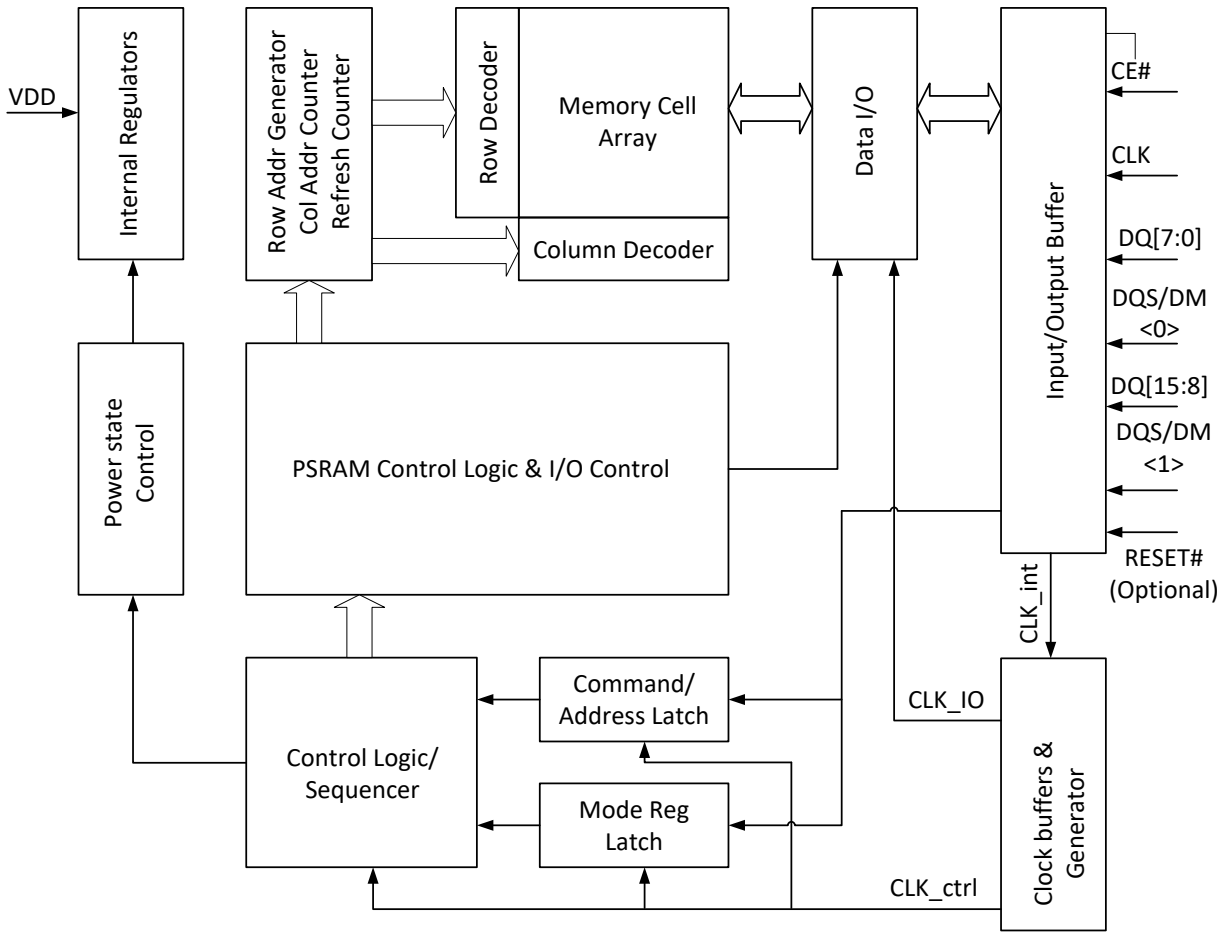 VDD
Internal Regulators
Row Addr Generator
Col Addr Counter
Refresh Counter
Row Decoder
Memory Cell
Array
Column Decoder
Data I/O
Input/Output Buffer
CE#
CLK
DQ[7:0]
DQS/DM
<0>
DQ[15:8]
DQS/DM
<1>
RESET#
(Optional)
Power state
Control
PSRAM Control Logic & I/O Control
CLK_int
Control Logic/
Sequencer
Command/
Address Latch
Mode Reg
Latch
CLK_IO
CLK_ctrl
Clock buffers &
Generator